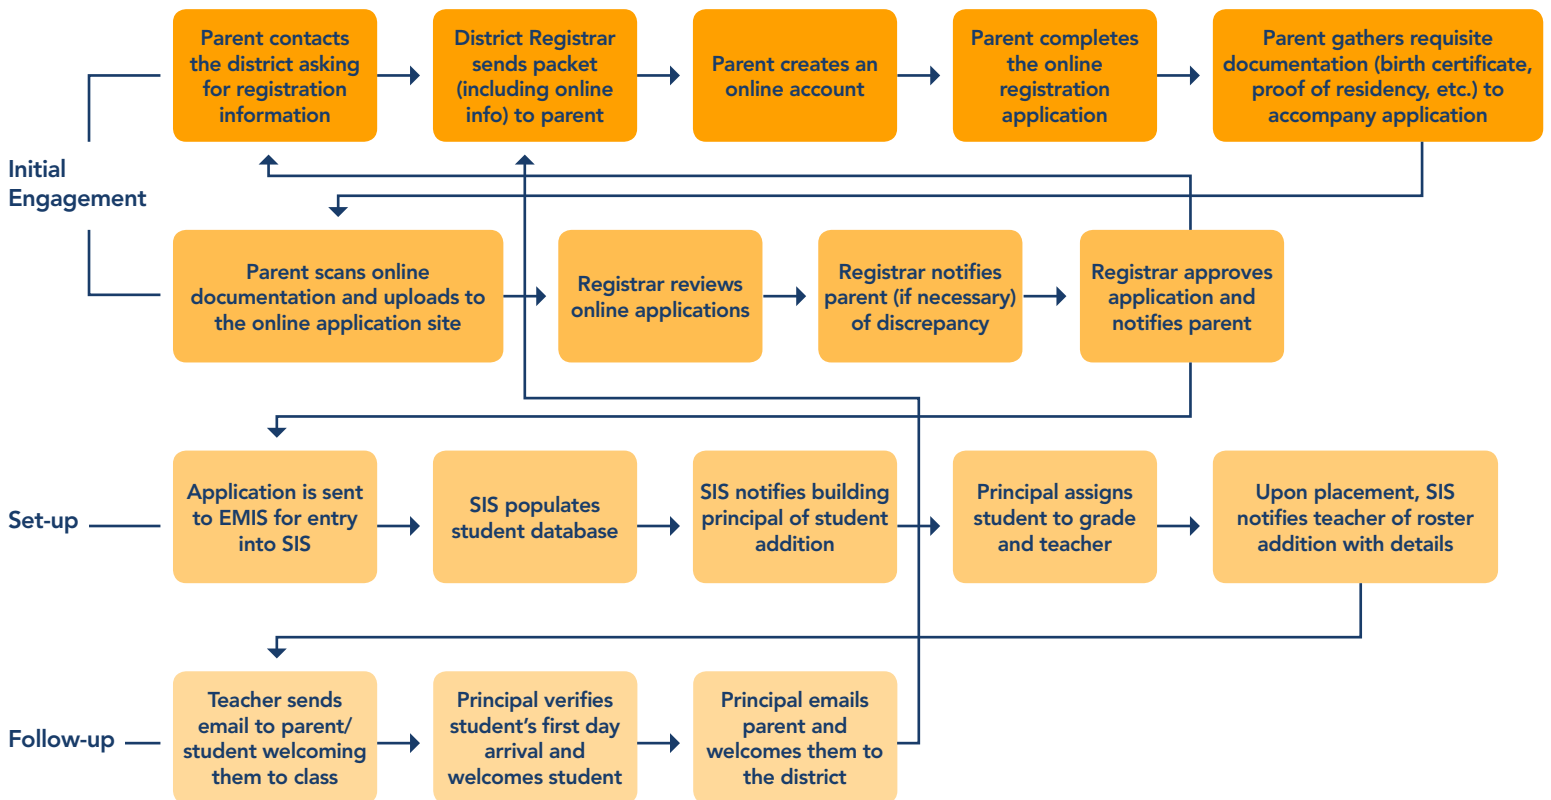 Parent contacts
the district asking
for registration
information
District Registrar
sends packet
(including online
info) to parent
Parent creates an
online account
Parent completes
the online
registration
application
Parent gathers requisite
documentation (birth certificate,
proof of residency, etc.) to
accompany application
Initial
Engagement
Parent scans online
documentation and uploads to
the online application site
Registrar reviews
online applications
Registrar notifies
parent (if necessary)
of discrepancy
Registrar approves
application and
notifies parent
Set-up
Application is sent
to EMIS for entry
into SIS
SIS populates
student database
SIS notifies building
principal of student
addition
Principal assigns
student to grade
and teacher
Upon placement, SIS
notifies teacher of roster
addition with details
Follow-up
Teacher sends
email to parent/
student welcoming
them to class
Principal verifies
student’s first day
arrival and
welcomes student
Principal emails
parent and
welcomes them to
the district